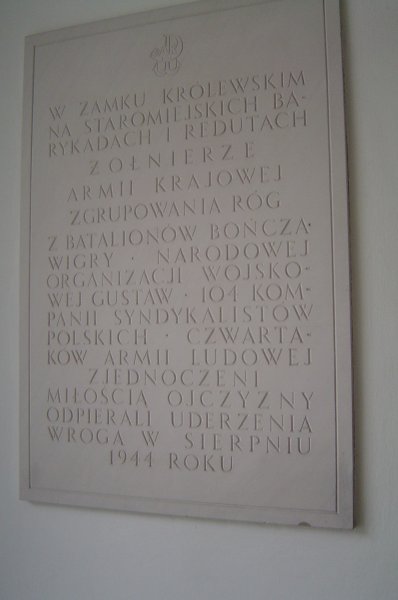 W ZAMKU KRÓLEWSKIM
NA STAROMIEJSKICH BA-
RYKADACH I REDUTACH
ŻOŁNIERZE
ARMII KRAJOWEJ
ZGRUPOWANIA RÓG
Z BATALIONÓW BOŃCZA·
WIGRY · NARODOWEJ
ORGANIZACJI WOJSKO-
WEJ GUSTAW · 104 KOM-
PANII SYNDYKALISTÓW
POLSKICH · CZWARTA-
KÓW ARMII LUDOWEJ
ZJEDNOCZENI
MIŁOŚCIĄ OJCZYZNY
ODPIERALI UDERZENIA
WROGA W SIERPNIU
1944 ROKU